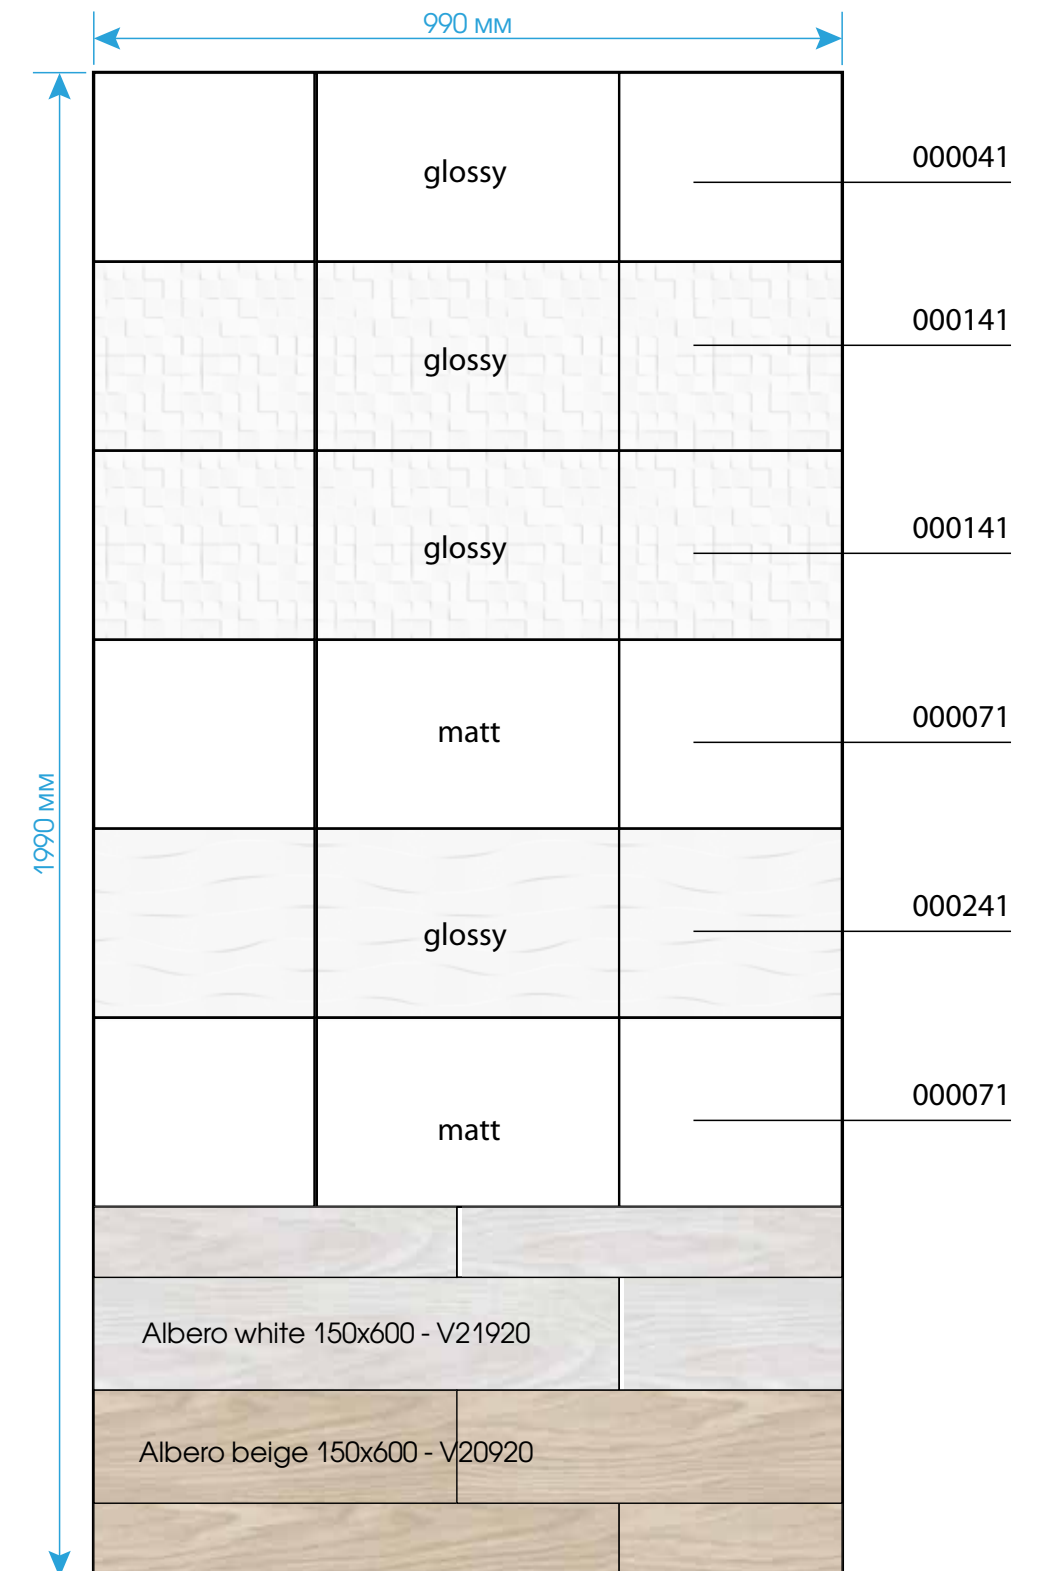 990 мм
glossy
000041
glossy
000141
glossy
000141
matt
000071
1990 мм
glossy
000241
matt
000071
Albero white 150x600 - V21920
Albero beige 150x600 - V20920